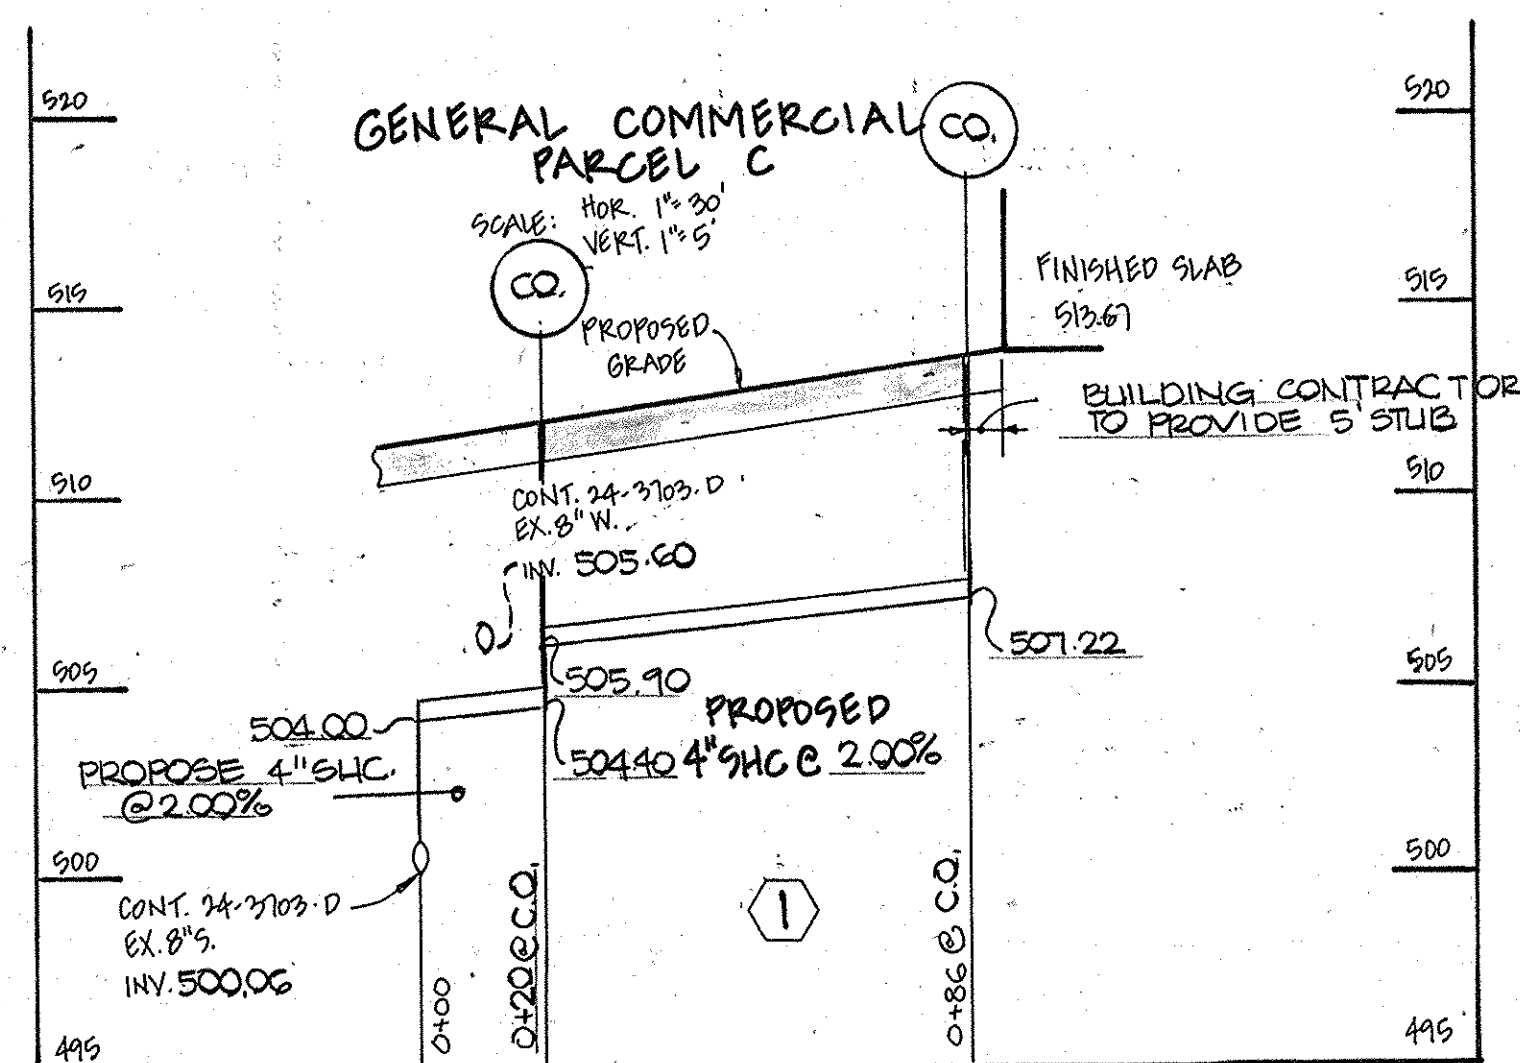 520
520
GENERAL COMMERCIAL
PARCEL C
CO.
SCALE: HOR. 1"=30'
VERT. 1"=5'
CO.
515
515
FINISHED SLAB
513.67
PROPOSED
GRADE
BUILDING CONTRACTOR
TO PROVIDE 5' STUB
510
510
CONT. 24-3703-D
EX. 8" W.
INV. 505.60
507.22
505
505
505.90
504.00
504.40
PROPOSED
4" SHC @ 2.00%
PROPOSE 4" SHC.
@ 2.00%
500
500
CONT. 24-3703-D
EX. 8" S.
INV. 500.06
1
0+00
0+20 @ C.O.
0+86 @ C.O.
495
495